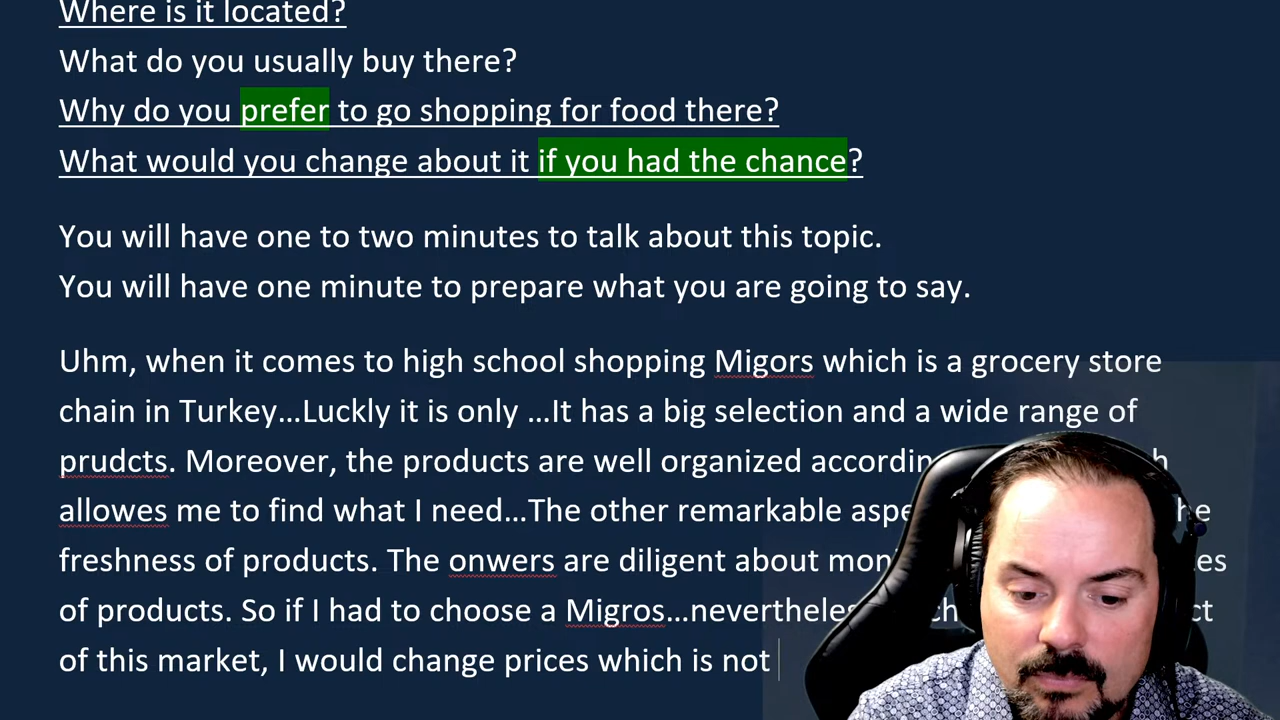 Where is it located?
What do you usually buy there?
Why do you prefer to go shopping for food there?
What would you change about it if you had the chance?
You will have one to two minutes to talk about this topic.
You will have one minute to prepare what you are going to say.
Uhm, when it comes to high school shopping Migors which is a grocery store
chain in Turkey…Luckly it is only …It has a big selection and a wide range of
prudcts. Moreover, the products are well organized
allowes me to find what I need…The other remarkable
freshness of products. The onwers are diligent about
of products. So if I had to choose a Migros…
of this market, I would change prices which is not